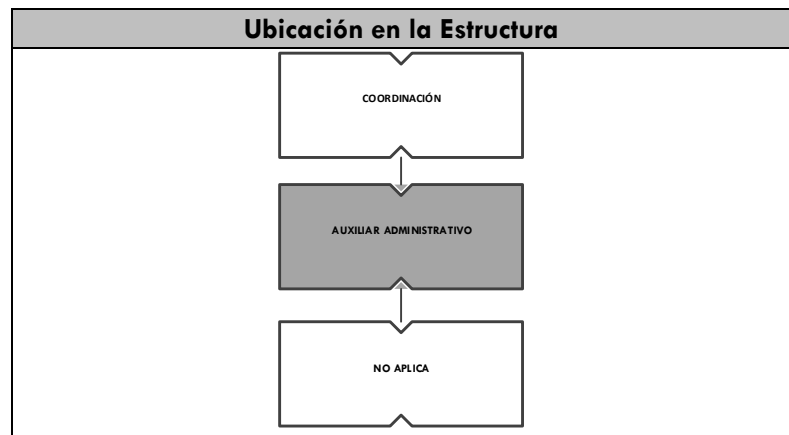 Ubicación en la Estructura
COORDINACIÓN
AUXILIAR ADMINISTRATIVO
NO APLICA